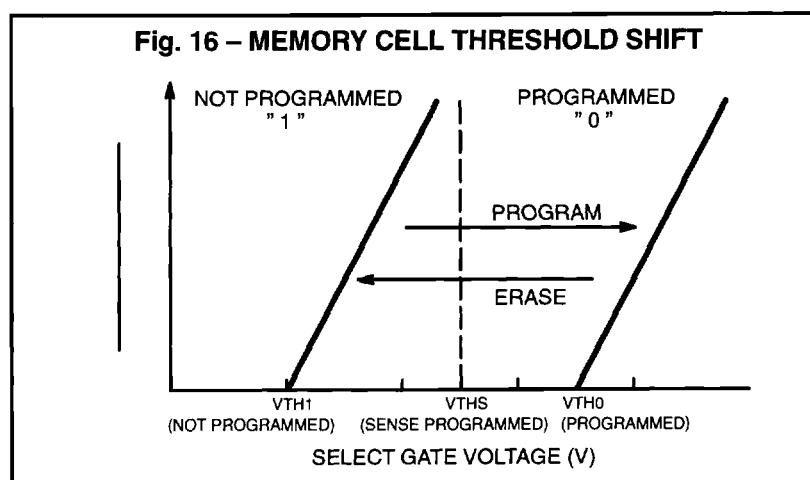 Fig. 16 – MEMORY CELL THRESHOLD SHIFT
NOT PROGRAMMED
" 1 "
PROGRAMMED
" 0 "
PROGRAM
ERASE
VTH1
(NOT PROGRAMMED)
VTHS
(SENSE PROGRAMMED)
VTH0
(PROGRAMMED)
SELECT GATE VOLTAGE (V)